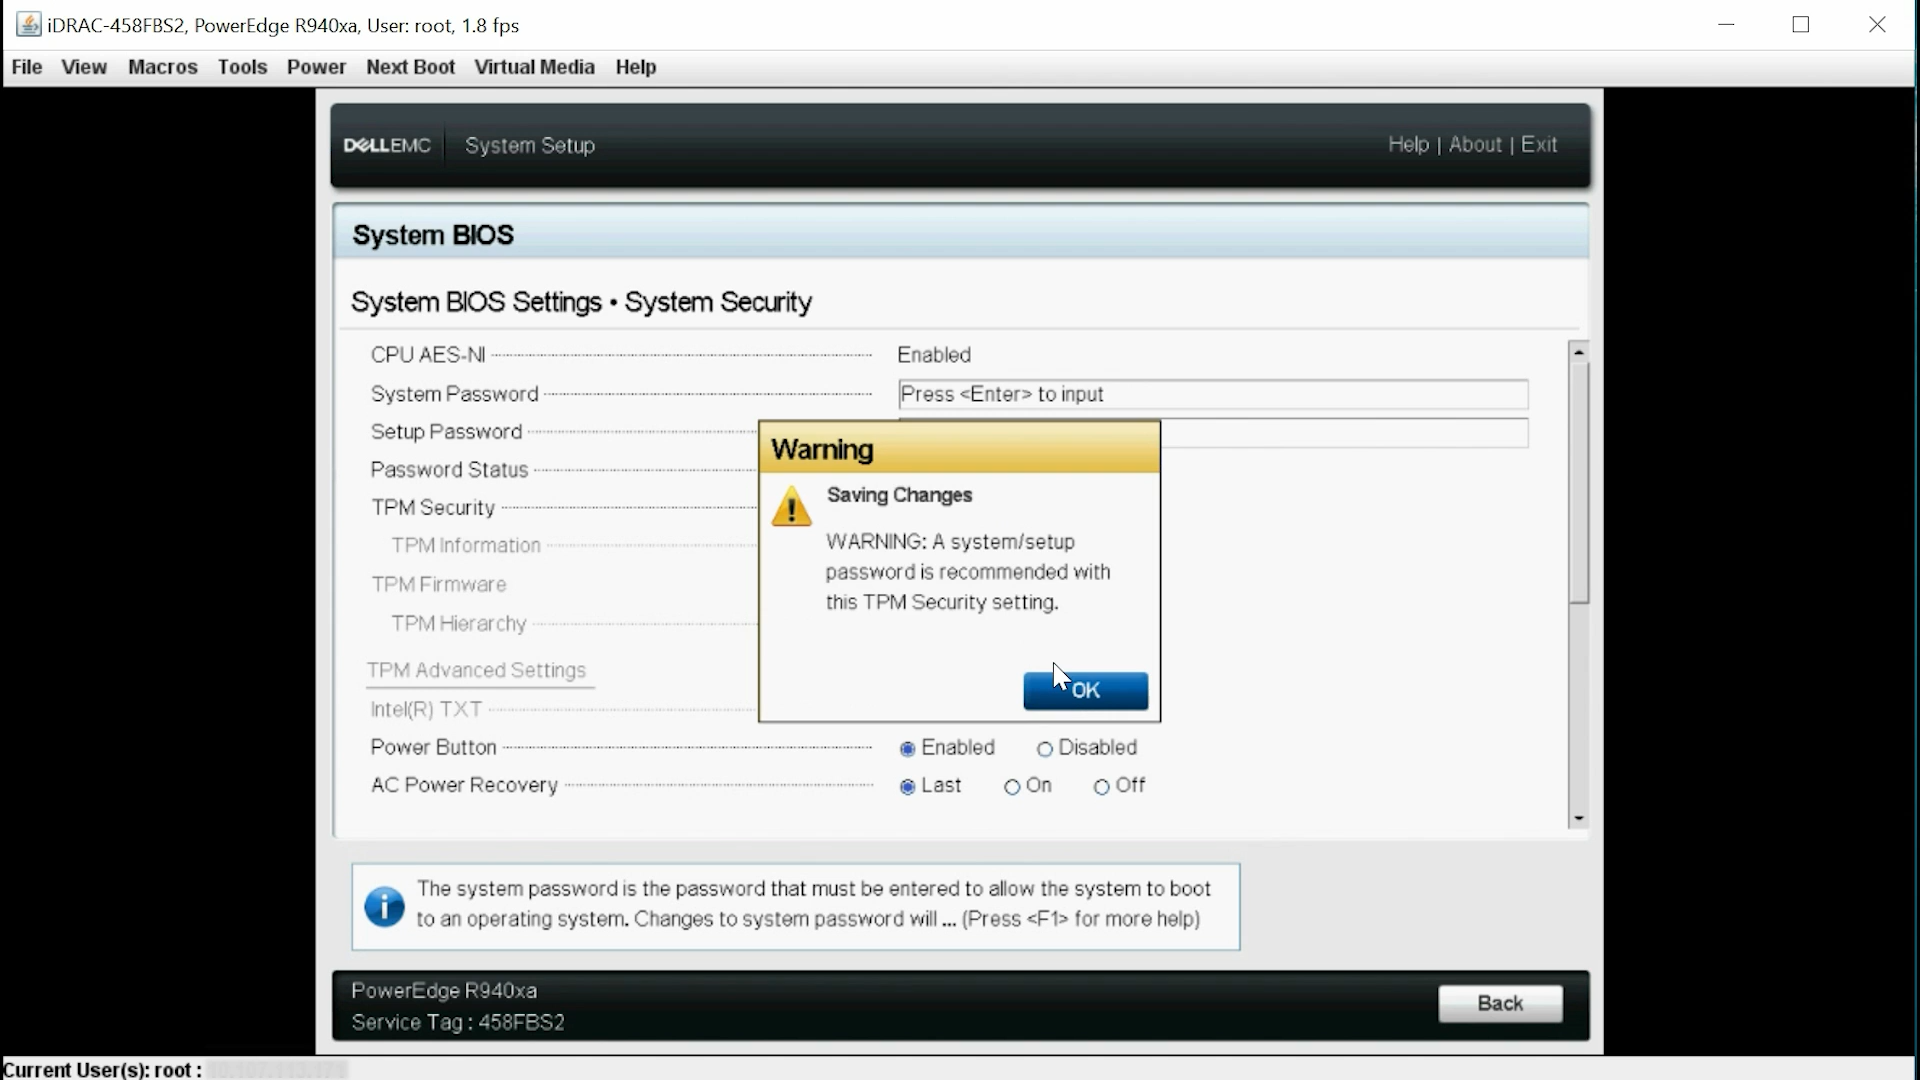 iDRAC-458FBS2, PowerEdge R940xa, User: root, 1.8 fps
File View Macros Tools Power Next Boot Virtual Media Help
DELLEMC System Setup Help | About | Exit
System BIOS
System BIOS Settings • System Security
CPU AES-NI Enabled
System Password Press <Enter> to input
Setup Password
Password Status
TPM Security
TPM Information
TPM Firmware
TPM Hierarchy
TPM Advanced Settings
Intel(R) TXT
Power Button Enabled Disabled
AC Power Recovery Last On Off
Warning
Saving Changes
WARNING: A system/setup
password is recommended with
this TPM Security setting.
OK
The system password is the password that must be entered to allow the system to boot
to an operating system. Changes to system password will ... (Press <F1> for more help)
PowerEdge R940xa
Service Tag : 458FBS2
Back
Current User(s): root :